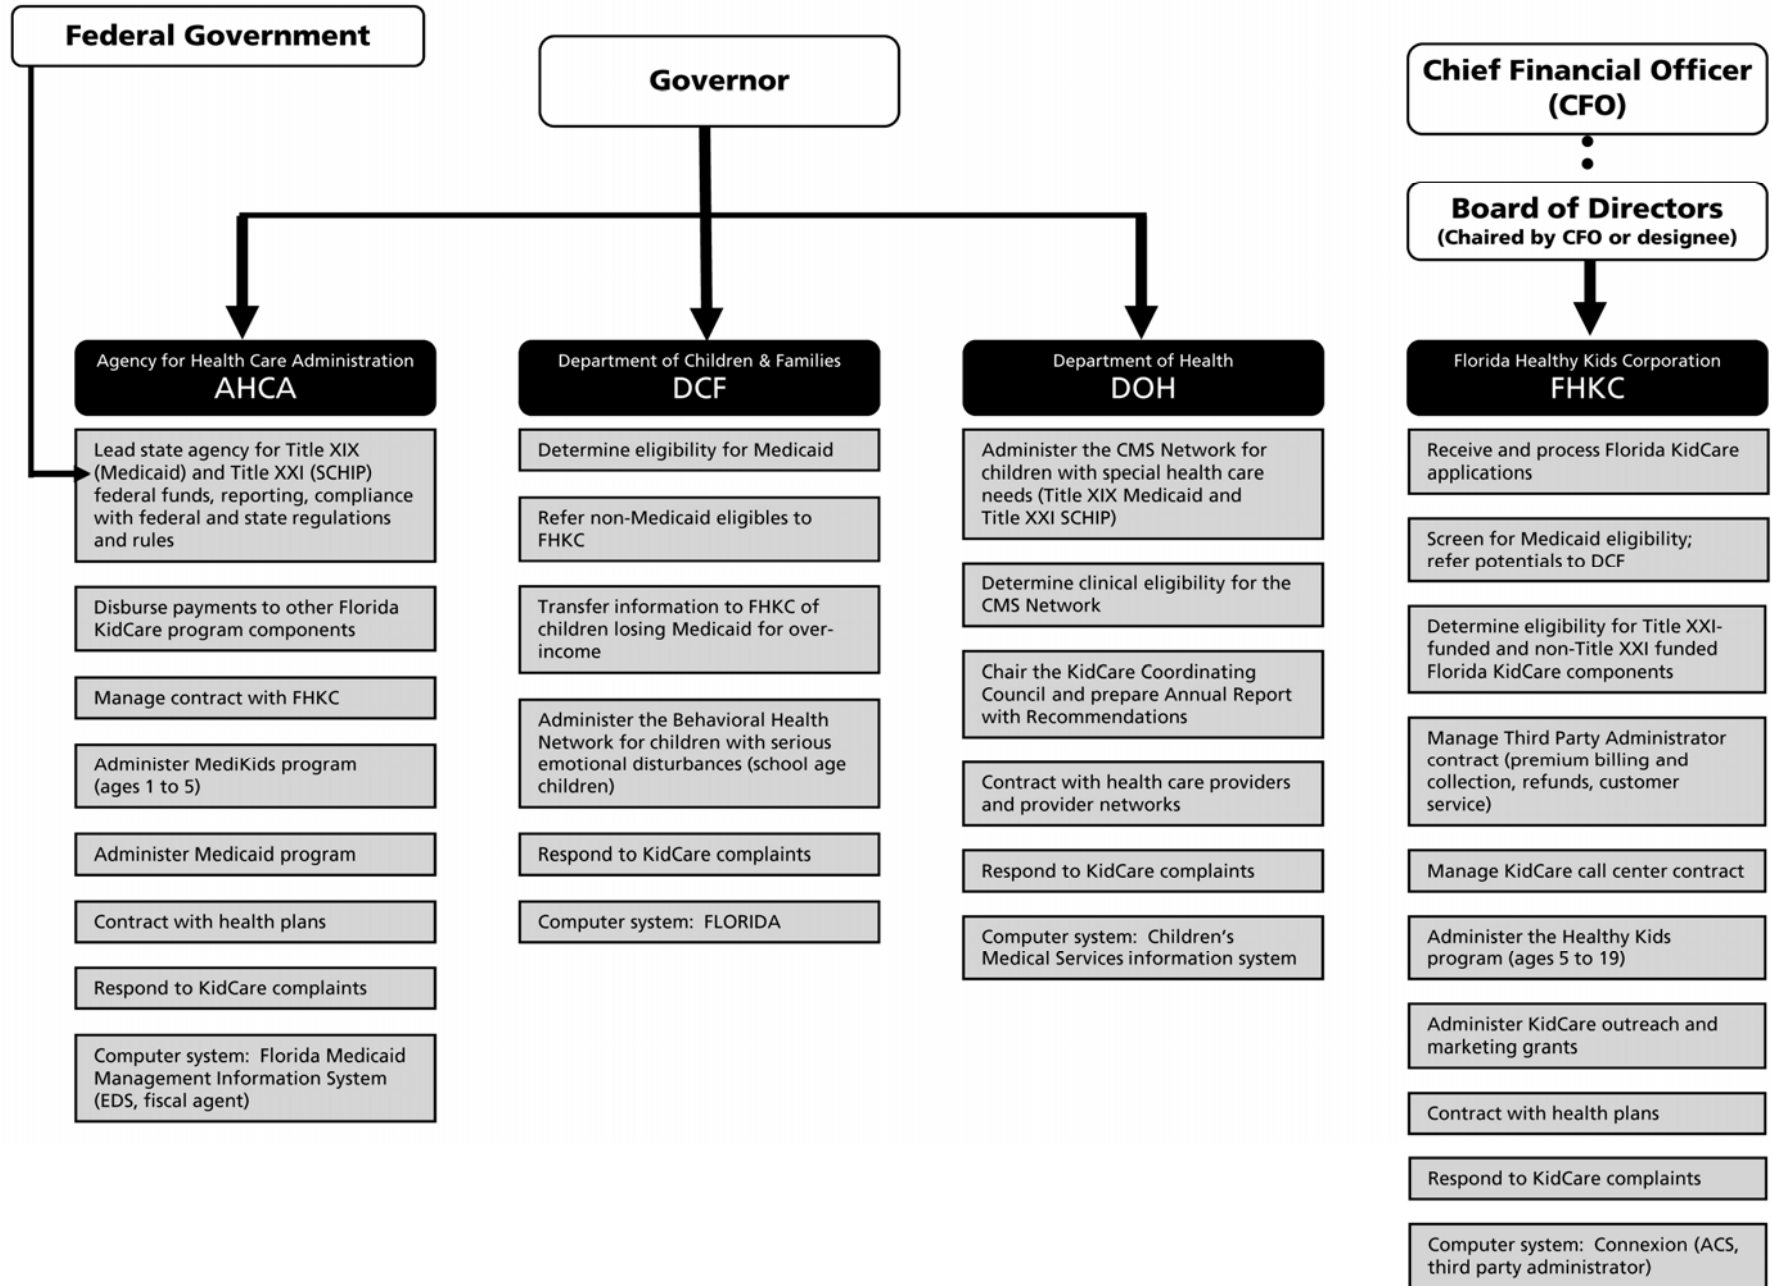 Federal Government
Governor
Chief Financial Officer
(CFO)
Board of Directors
(Chaired by CFO or designee)
Agency for Health Care Administration
AHCA
Lead state agency for Title XIX
(Medicaid) and Title XXI (SCHIP)
federal funds, reporting, compliance
with federal and state regulations
and rules
Disburse payments to other Florida
KidCare program components
Manage contract with FHKC
Administer MediKids program
(ages 1 to 5)
Administer Medicaid program
Contract with health plans
Respond to KidCare complaints
Computer system: Florida Medicaid
Management Information System
(EDS, fiscal agent)
Department of Children & Families
DCF
Determine eligibility for Medicaid
Refer non-Medicaid eligibles to
FHKC
Transfer information to FHKC of
children losing Medicaid for over-
income
Administer the Behavioral Health
Network for children with serious
emotional disturbances (school age
children)
Respond to KidCare complaints
Computer system: FLORIDA
Department of Health
DOH
Administer the CMS Network for
children with special health care
needs (Title XIX Medicaid and
Title XXI SCHIP)
Determine clinical eligibility for the
CMS Network
Chair the KidCare Coordinating
Council and prepare Annual Report
with Recommendations
Contract with health care providers
and provider networks
Respond to KidCare complaints
Computer system: Children's
Medical Services information system
Florida Healthy Kids Corporation
FHKC
Receive and process Florida KidCare
applications
Screen for Medicaid eligibility;
refer potentials to DCF
Determine eligibility for Title XXI-
funded and non-Title XXI funded
Florida KidCare components
Manage Third Party Administrator
contract (premium billing and
collection, refunds, customer
service)
Manage KidCare call center contract
Administer the Healthy Kids
program (ages 5 to 19)
Administer KidCare outreach and
marketing grants
Contract with health plans
Respond to KidCare complaints
Computer system: Connexion (ACS,
third party administrator)